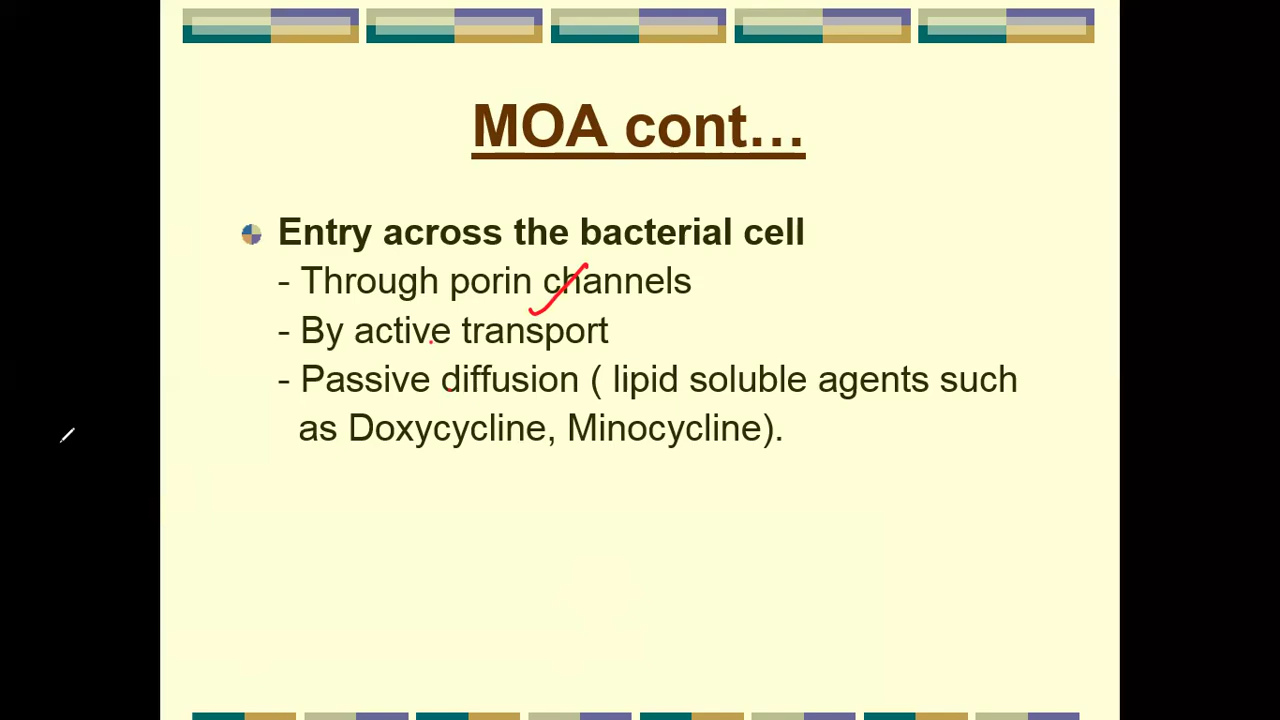 MOA cont...
Entry across the bacterial cell
- Through porin channels
- By active transport
- Passive diffusion ( lipid soluble agents such
as Doxycycline, Minocycline).